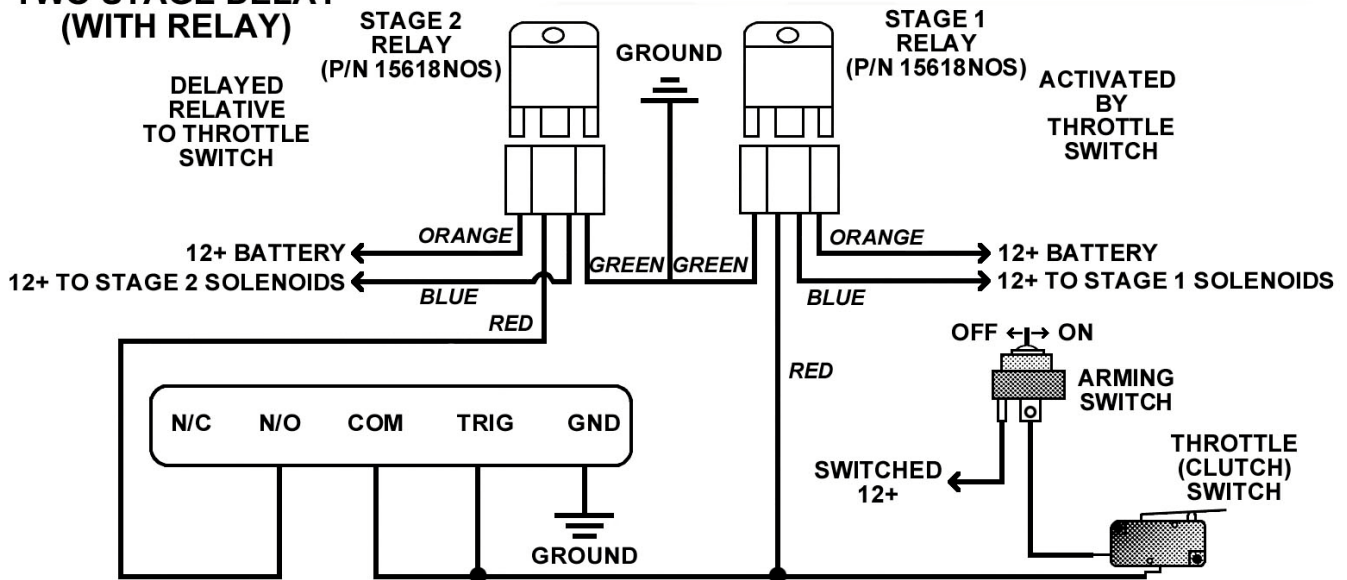 (WITH RELAY)
STAGE 2
RELAY
(P/N 15618NOS)
GROUND
STAGE 1
RELAY
(P/N 15618NOS)
DELAYED
RELATIVE
TO THROTTLE
SWITCH
ACTIVATED
BY
THROTTLE
SWITCH
12+ BATTERY
ORANGE
12+ TO STAGE 2 SOLENOIDS
BLUE
RED
GREEN
GREEN
ORANGE
12+ BATTERY
12+ TO STAGE 1 SOLENOIDS
BLUE
RED
OFF
ON
ARMING
SWITCH
N/C
N/O
COM
TRIG
GND
SWITCHED
12+
THROTTLE
(CLUTCH)
SWITCH
GROUND